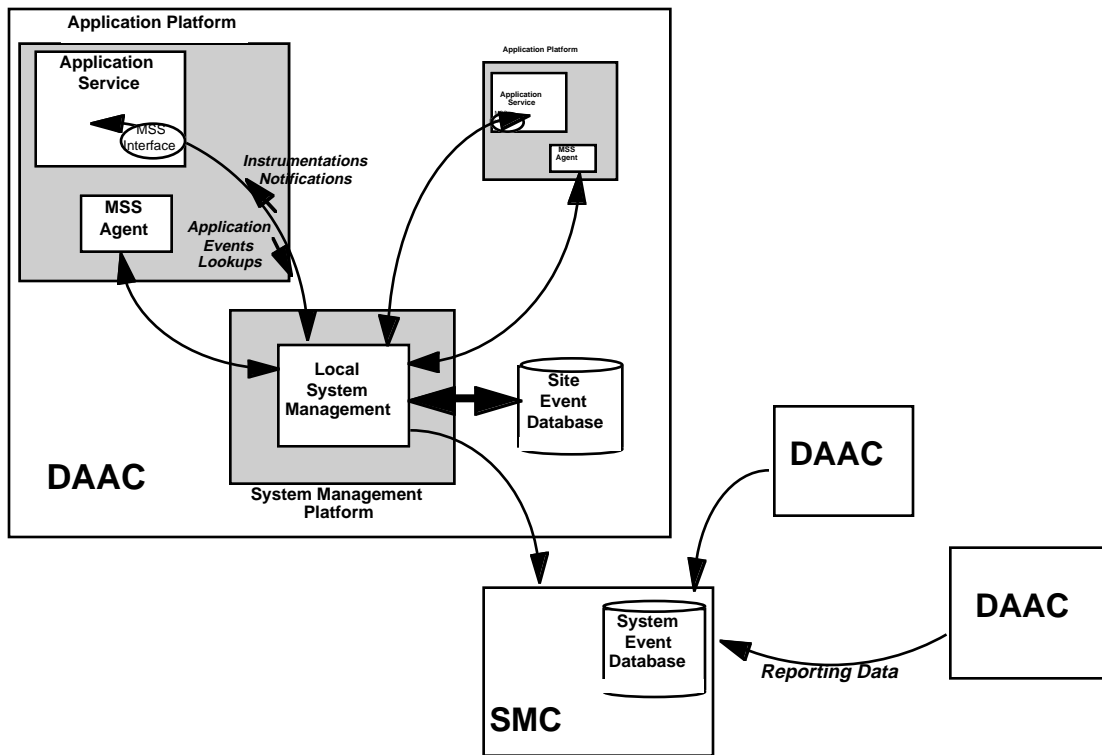 Application Platform
Application
Service
MSS
Interface
Instrumentations
Notifications
MSS
Agent
Application
Events
Lookups
Application Platform
Application
Service
MSS
Agent
Local
System
Management
Site
Event
Database
DAAC
System Management
Platform
DAAC
DAAC
System
Event
Database
Reporting Data
SMC